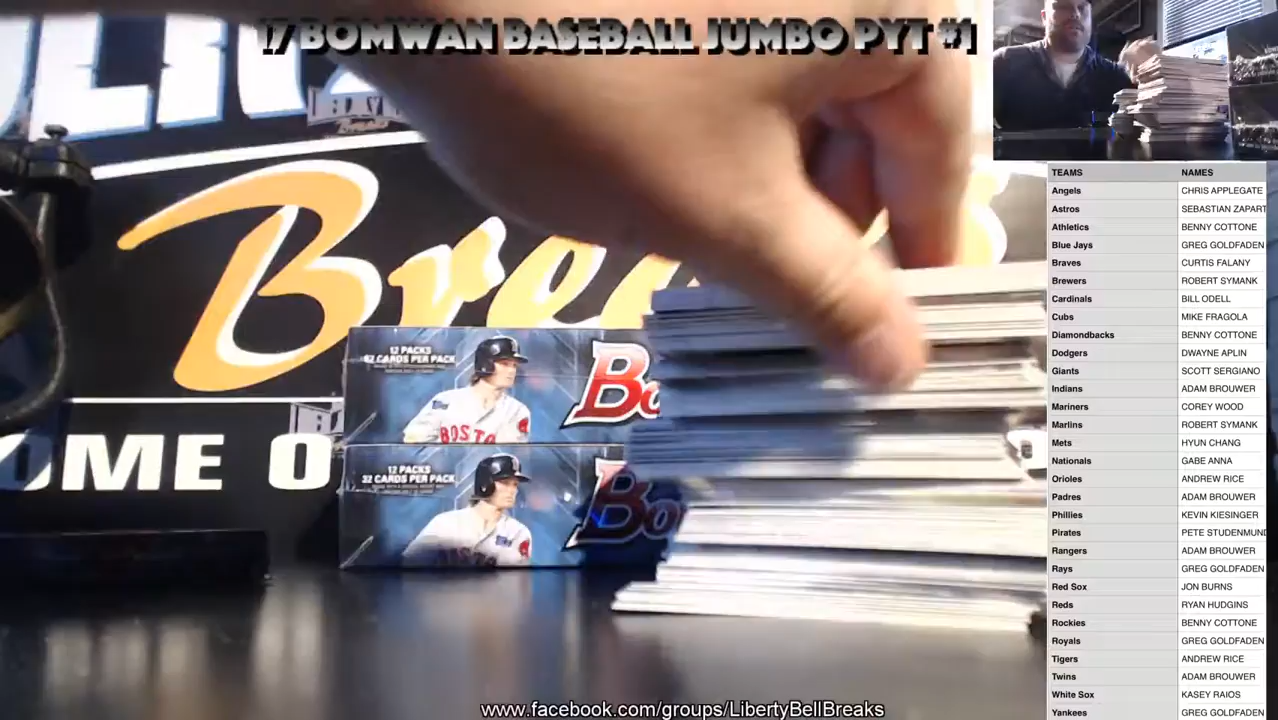 17 BOMWAN BASEBALL JUMBO PYT #1
Breaks
OME O
12 PACKS
32 CARDS PER PACK
BOSTO
Bo
12 PACKS
32 CARDS PER PACK
Bo
TEAMS NAMES
Angels CHRIS APPLEGATE
Astros SEBASTIAN ZAPART
Athletics BENNY COTTONE
Blue Jays GREG GOLDFADEN
Braves CURTIS FALANY
Brewers ROBERT SYMANK
Cardinals BILL ODELL
Cubs MIKE FRAGOLA
Diamondbacks BENNY COTTONE
Dodgers DWAYNE APLIN
Giants SCOTT SERGIANO
Indians ADAM BROUWER
Mariners COREY WOOD
Marlins ROBERT SYMANK
Mets HYUN CHANG
Nationals GABE ANNA
Orioles ANDREW RICE
Padres ADAM BROUWER
Phillies KEVIN KIESINGER
Pirates PETE STUDENMUND
Rangers ADAM BROUWER
Rays GREG GOLDFADEN
Red Sox JON BURNS
Reds RYAN HUDGINS
Rockies BENNY COTTONE
Royals GREG GOLDFADEN
Tigers ANDREW RICE
Twins ADAM BROUWER
White Sox KASEY RAIOS
Yankees GREG GOLDFADEN
www.facebook.com/groups/LibertyBellBreaks